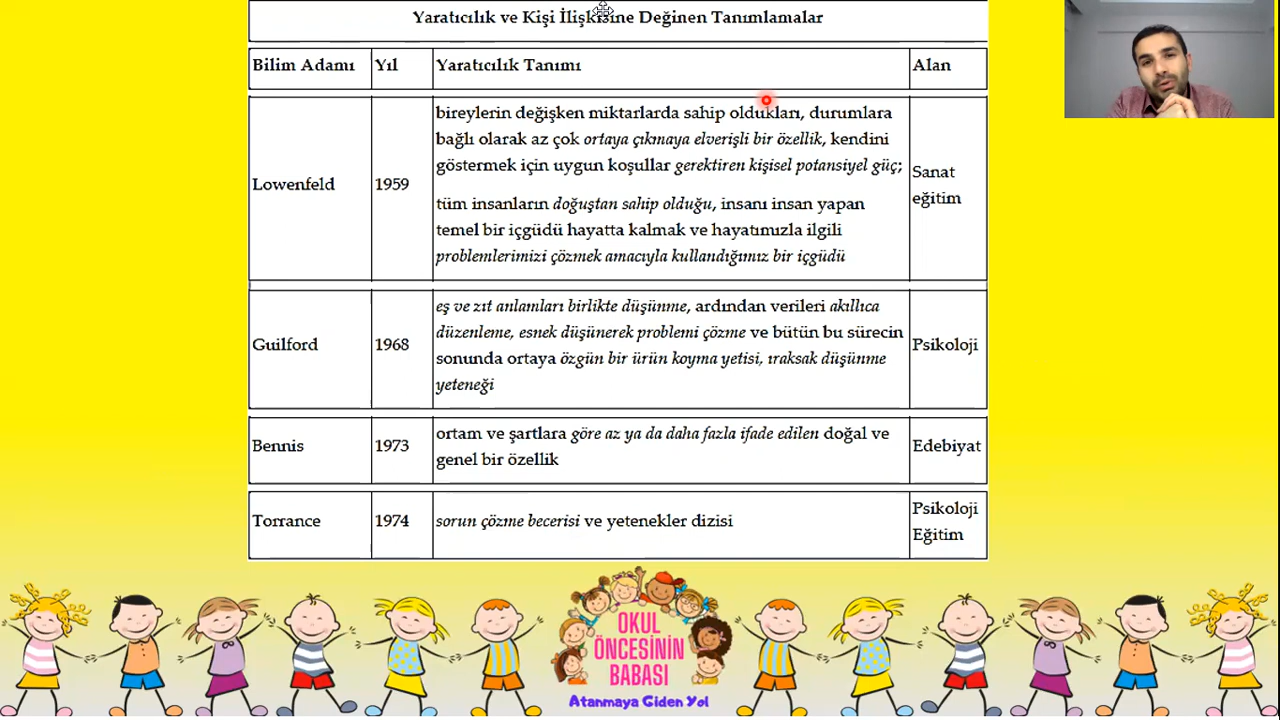 Yaratıcılık ve Kişi İlişkisine Değinen Tanımlamalar
Bilim Adamı Yıl Yaratıcılık Tanımı Alan
Lowenfeld 1959
bireylerin değişken miktarlarda sahip oldukları, durumlara
bağlı olarak az çok ortaya çıkmaya elverişli bir özellik, kendini
göstermek için uygun koşullar gerektiren kişisel potansiyel güç;
tüm insanların doğuştan sahip olduğu, insanı insan yapan
temel bir içgüdü hayatta kalmak ve hayatımızla ilgili
problemlerimizi çözmek amacıyla kullandığımız bir içgüdü
Sanat
eğitim
Guilford 1968
eş ve zıt anlamları birlikte düşünme, ardından verileri akıllıca
düzenleme, esnek düşünerek problemi çözme ve bütün bu sürecin
sonunda ortaya özgün bir ürün koyma yetisi, ıraksak düşünme
yeteneği
Psikoloji
Bennis 1973
ortam ve şartlara göre az ya da daha fazla ifade edilen doğal ve
genel bir özellik
Edebiyat
Torrance 1974
sorun çözme becerisi ve yetenekler dizisi
Psikoloji
Eğitim
OKUL
ÖNCESİNİN
BABASI
Atanmaya Giden Yol